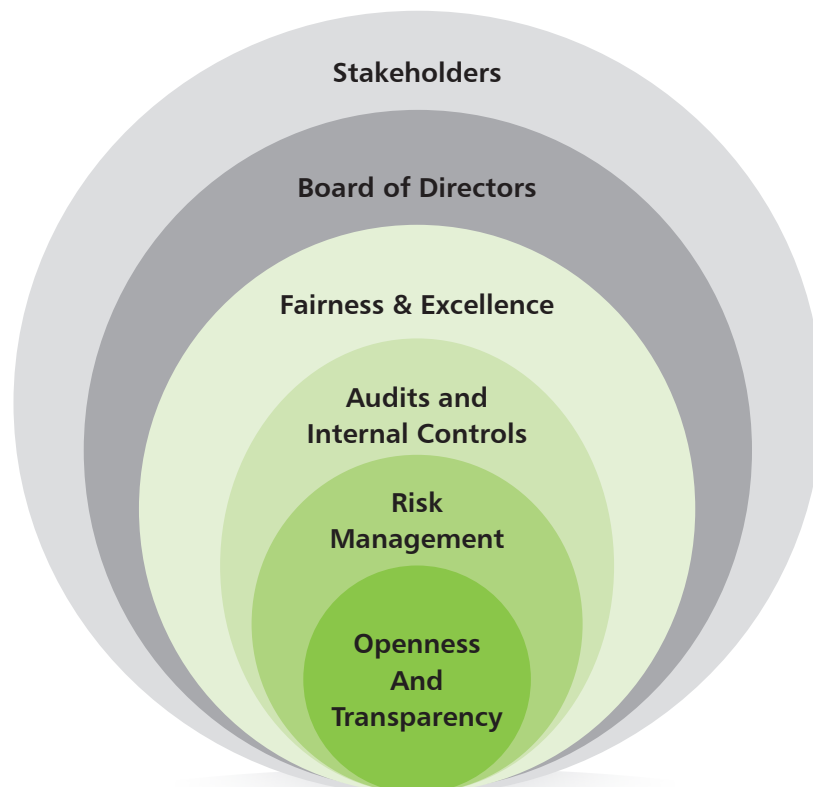 Stakeholders
Board of Directors
Fairness & Excellence
Audits and
Internal Controls
Risk
Management
Openness
And
Transparency